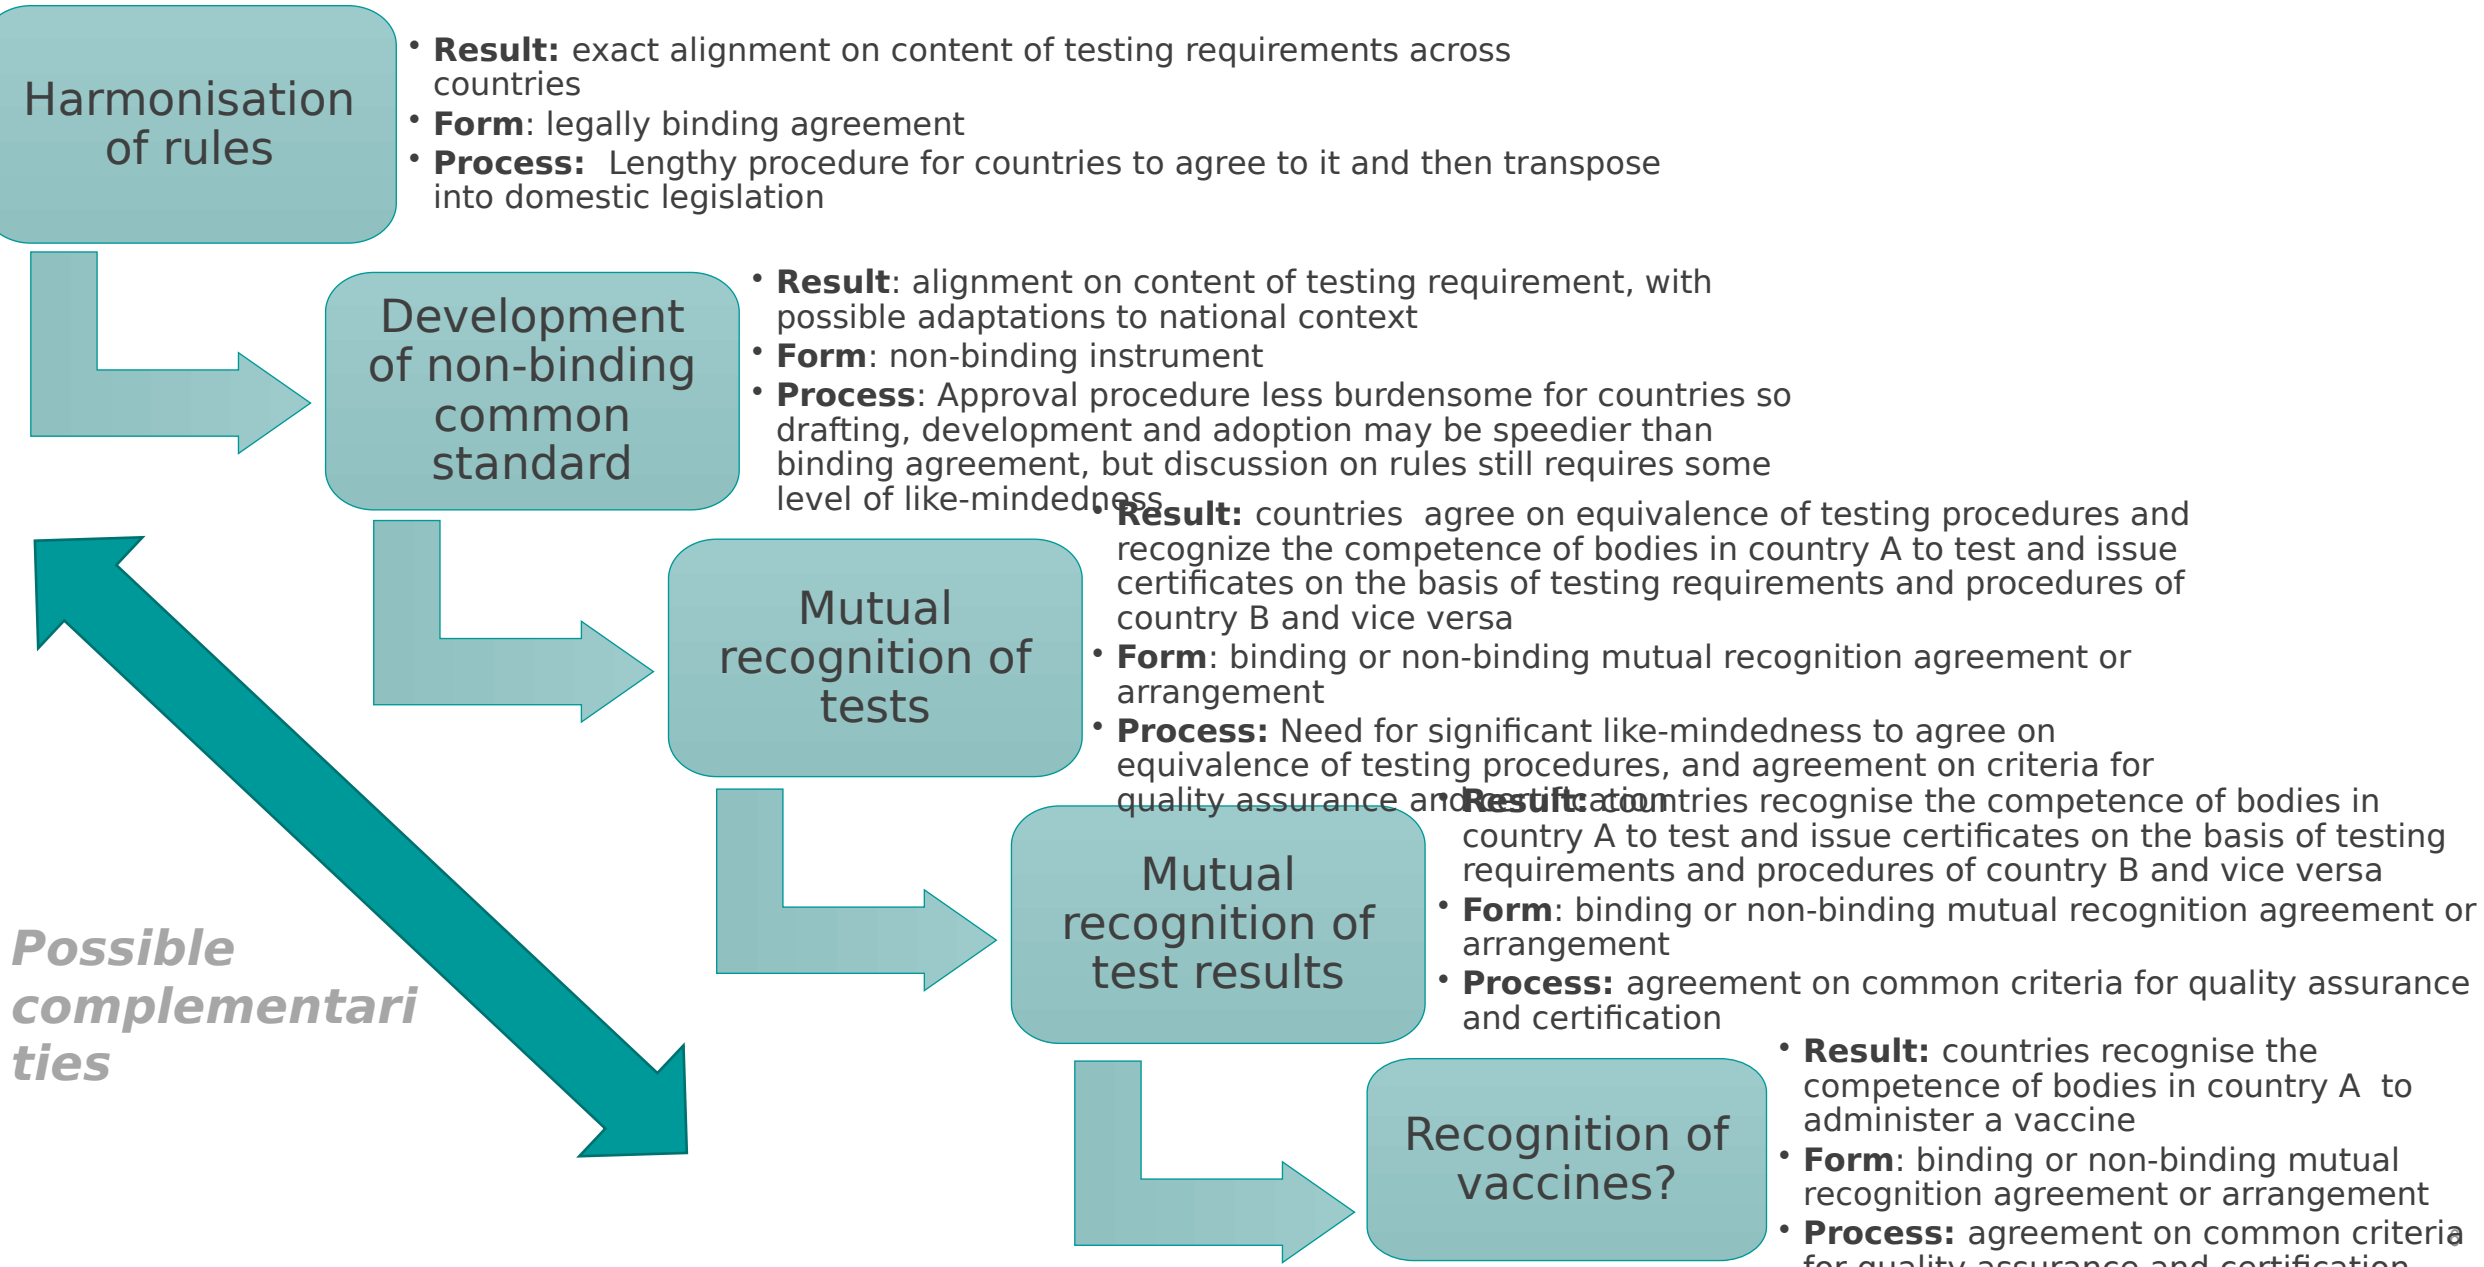 Harmonisation
of rules
• Result: exact alignment on content of testing requirements across
countries
• Form: legally binding agreement
• Process:  Lengthy procedure for countries to agree to it and then transpose
into domestic legislation
Development
of non-binding
common
standard
• Result: alignment on content of testing requirement, with
possible adaptations to national context
• Form: non-binding instrument
• Process: Approval procedure less burdensome for countries so
drafting, development and adoption may be speedier than
binding agreement, but discussion on rules still requires some
level of like-mindedness
Mutual
recognition of
tests
• Result: countries  agree on equivalence of testing procedures and
recognize the competence of bodies in country A to test and issue
certificates on the basis of testing requirements and procedures of
country B and vice versa
• Form: binding or non-binding mutual recognition agreement or
arrangement
• Process: Need for significant like-mindedness to agree on
equivalence of testing procedures, and agreement on criteria for
quality assurance and certification
Mutual
recognition of
test results
• Result: countries recognise the competence of bodies in
country A to test and issue certificates on the basis of testing
requirements and procedures of country B and vice versa
• Form: binding or non-binding mutual recognition agreement or
arrangement
• Process: agreement on common criteria for quality assurance
and certification
Recognition of
vaccines?
• Result: countries recognise the
competence of bodies in country A  to
administer a vaccine
• Form: binding or non-binding mutual
recognition agreement or arrangement
• Process: agreement on common criteria
for quality assurance and certification
Possible
complementari
ties